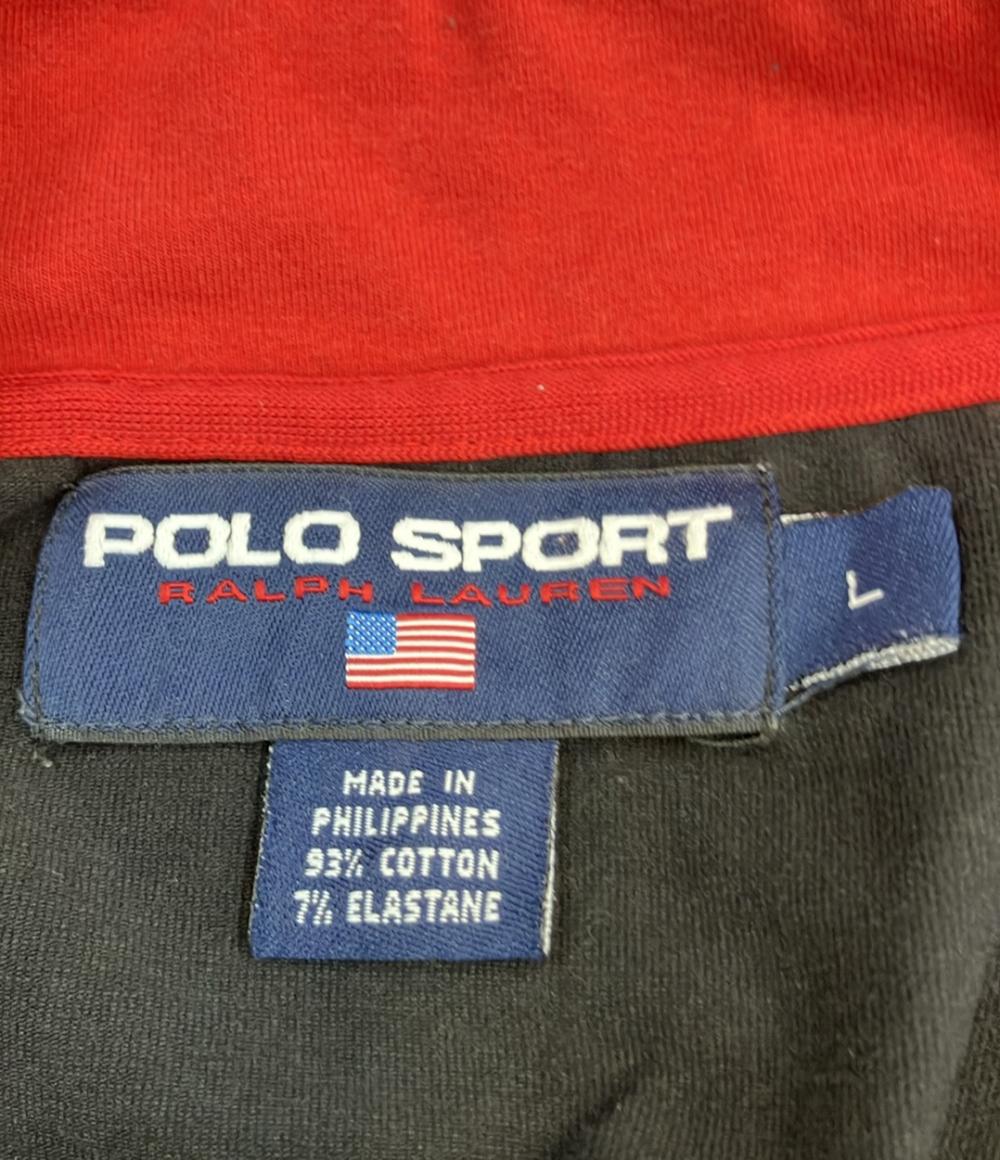 POLO SPORT
RALPH LAUREN
L
MADE IN
PHILIPPINES
93% COTTON
7% ELASTANE